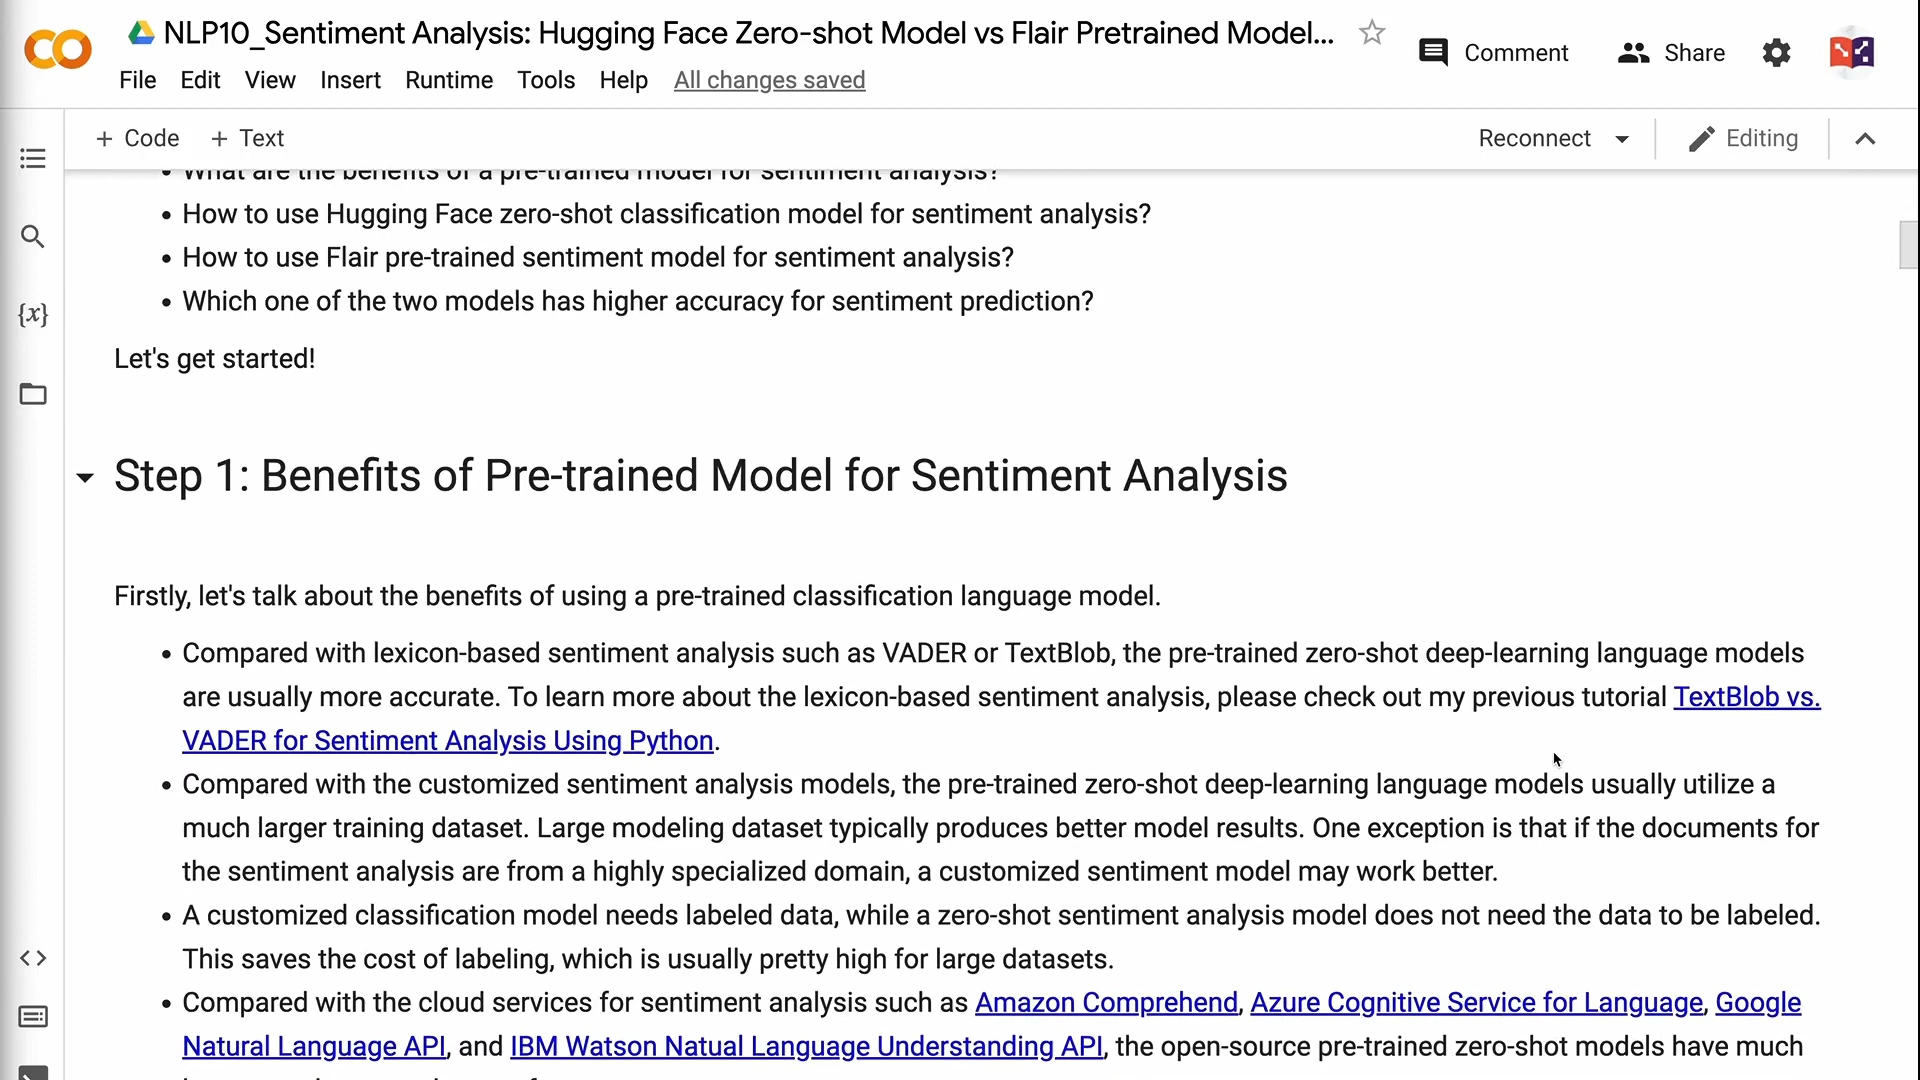 NLP10_Sentiment Analysis: Hugging Face Zero-shot Model vs Flair Pretrained Model...
Comment
Share
File Edit View Insert Runtime Tools Help All changes saved
+ Code + Text
Reconnect
Editing
• What are the benefits of a pre-trained model for sentiment analysis?
• How to use Hugging Face zero-shot classification model for sentiment analysis?
• How to use Flair pre-trained sentiment model for sentiment analysis?
• Which one of the two models has higher accuracy for sentiment prediction?
Let's get started!
Step 1: Benefits of Pre-trained Model for Sentiment Analysis
Firstly, let's talk about the benefits of using a pre-trained classification language model.
• Compared with lexicon-based sentiment analysis such as VADER or TextBlob, the pre-trained zero-shot deep-learning language models
are usually more accurate. To learn more about the lexicon-based sentiment analysis, please check out my previous tutorial TextBlob vs.
VADER for Sentiment Analysis Using Python.
• Compared with the customized sentiment analysis models, the pre-trained zero-shot deep-learning language models usually utilize a
much larger training dataset. Large modeling dataset typically produces better model results. One exception is that if the documents for
the sentiment analysis are from a highly specialized domain, a customized sentiment model may work better.
• A customized classification model needs labeled data, while a zero-shot sentiment analysis model does not need the data to be labeled.
This saves the cost of labeling, which is usually pretty high for large datasets.
• Compared with the cloud services for sentiment analysis such as Amazon Comprehend, Azure Cognitive Service for Language, Google
Natural Language API, and IBM Watson Natual Language Understanding API, the open-source pre-trained zero-shot models have much